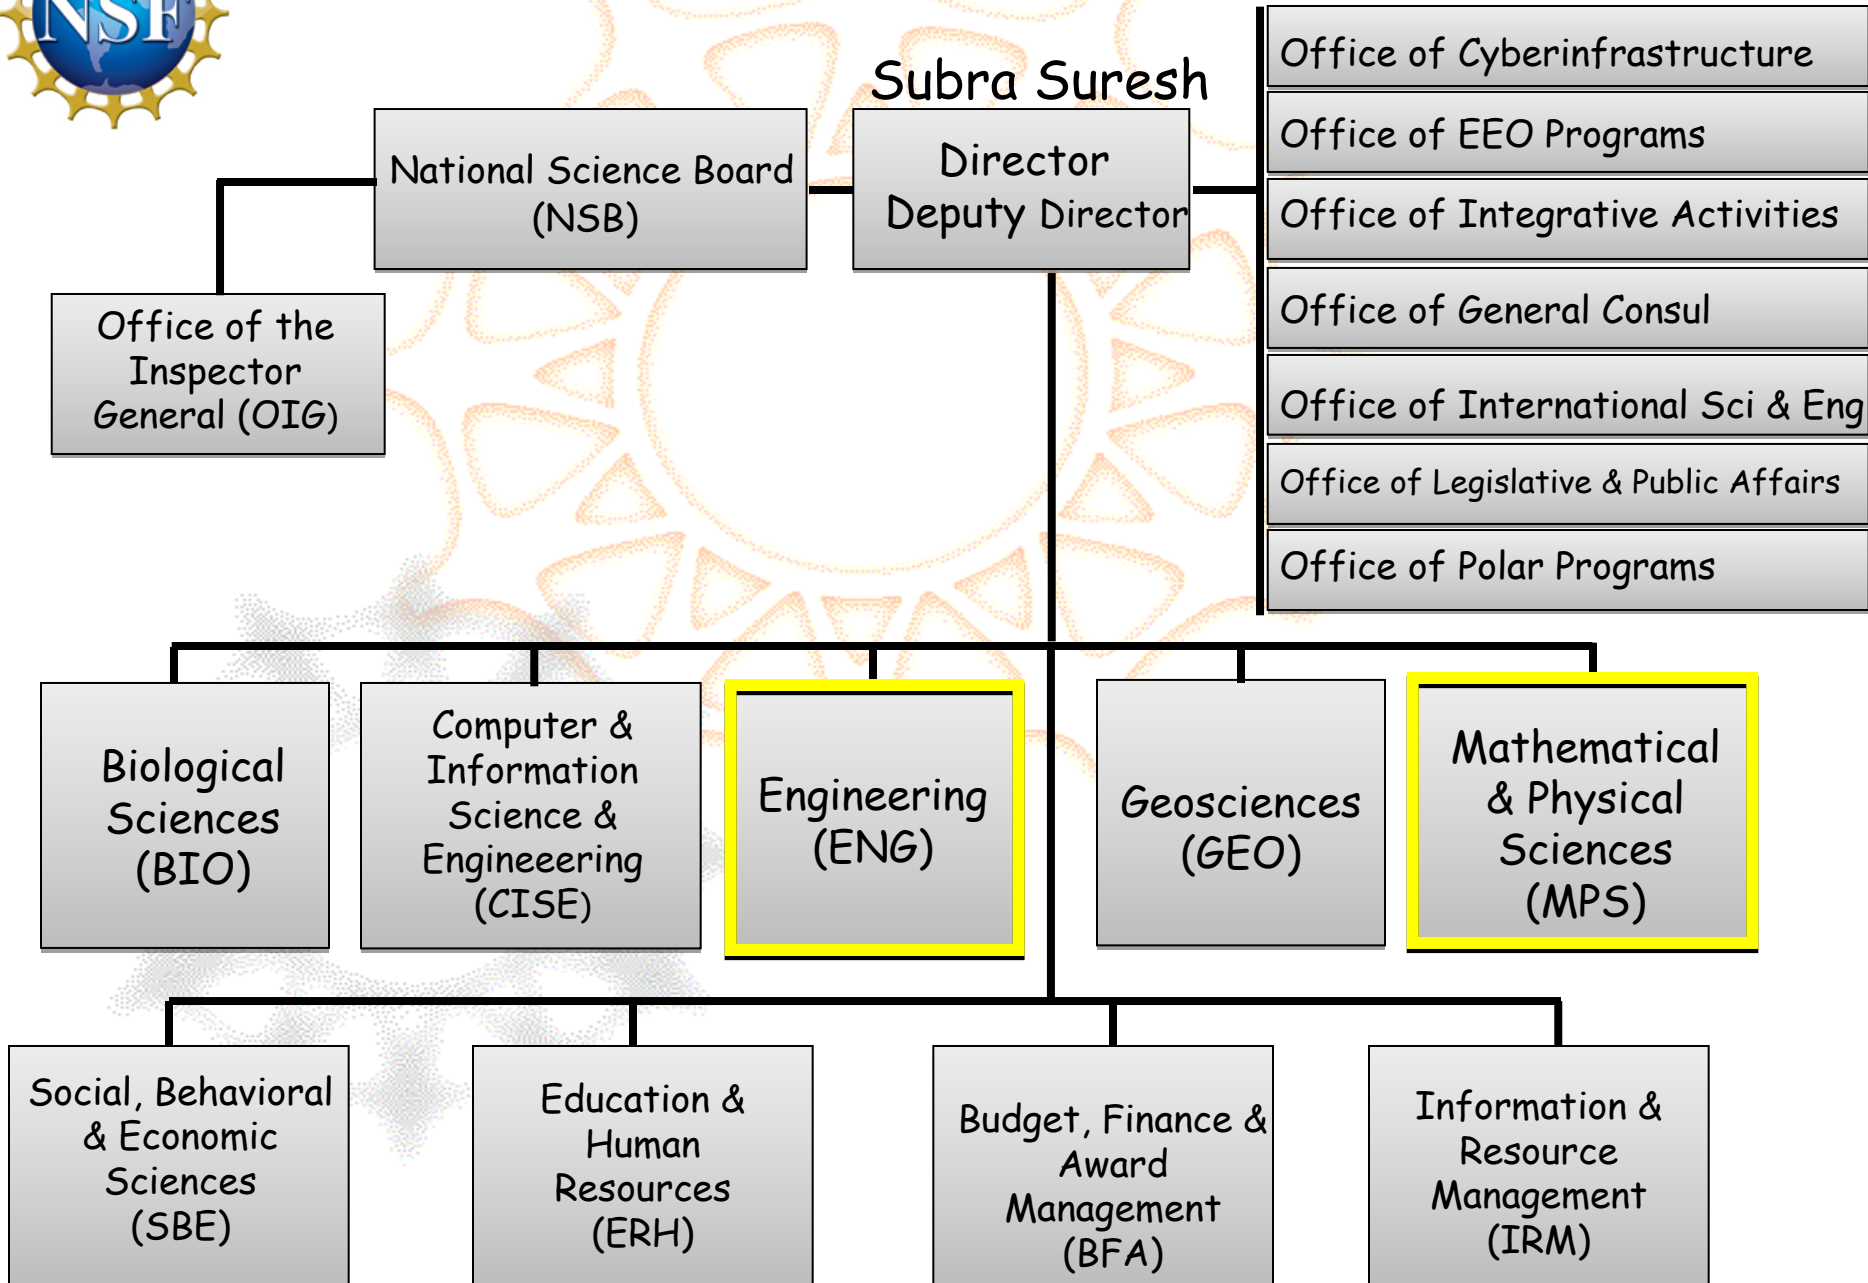 NSF
Subra Suresh
National Science Board
(NSB)
Director
Deputy Director
Office of the
Inspector
General (OIG)
Office of Cyberinfrastructure
Office of EEO Programs
Office of Integrative Activities
Office of General Consul
Office of International Sci & Eng
Office of Legislative & Public Affairs
Office of Polar Programs
Biological
Sciences
(BIO)
Computer &
Information
Science &
Engineeering
(CISE)
Engineering
(ENG)
Geosciences
(GEO)
Mathematical
& Physical
Sciences
(MPS)
Social, Behavioral
& Economic
Sciences
(SBE)
Education &
Human
Resources
(ERH)
Budget, Finance &
Award
Management
(BFA)
Information &
Resource
Management
(IRM)